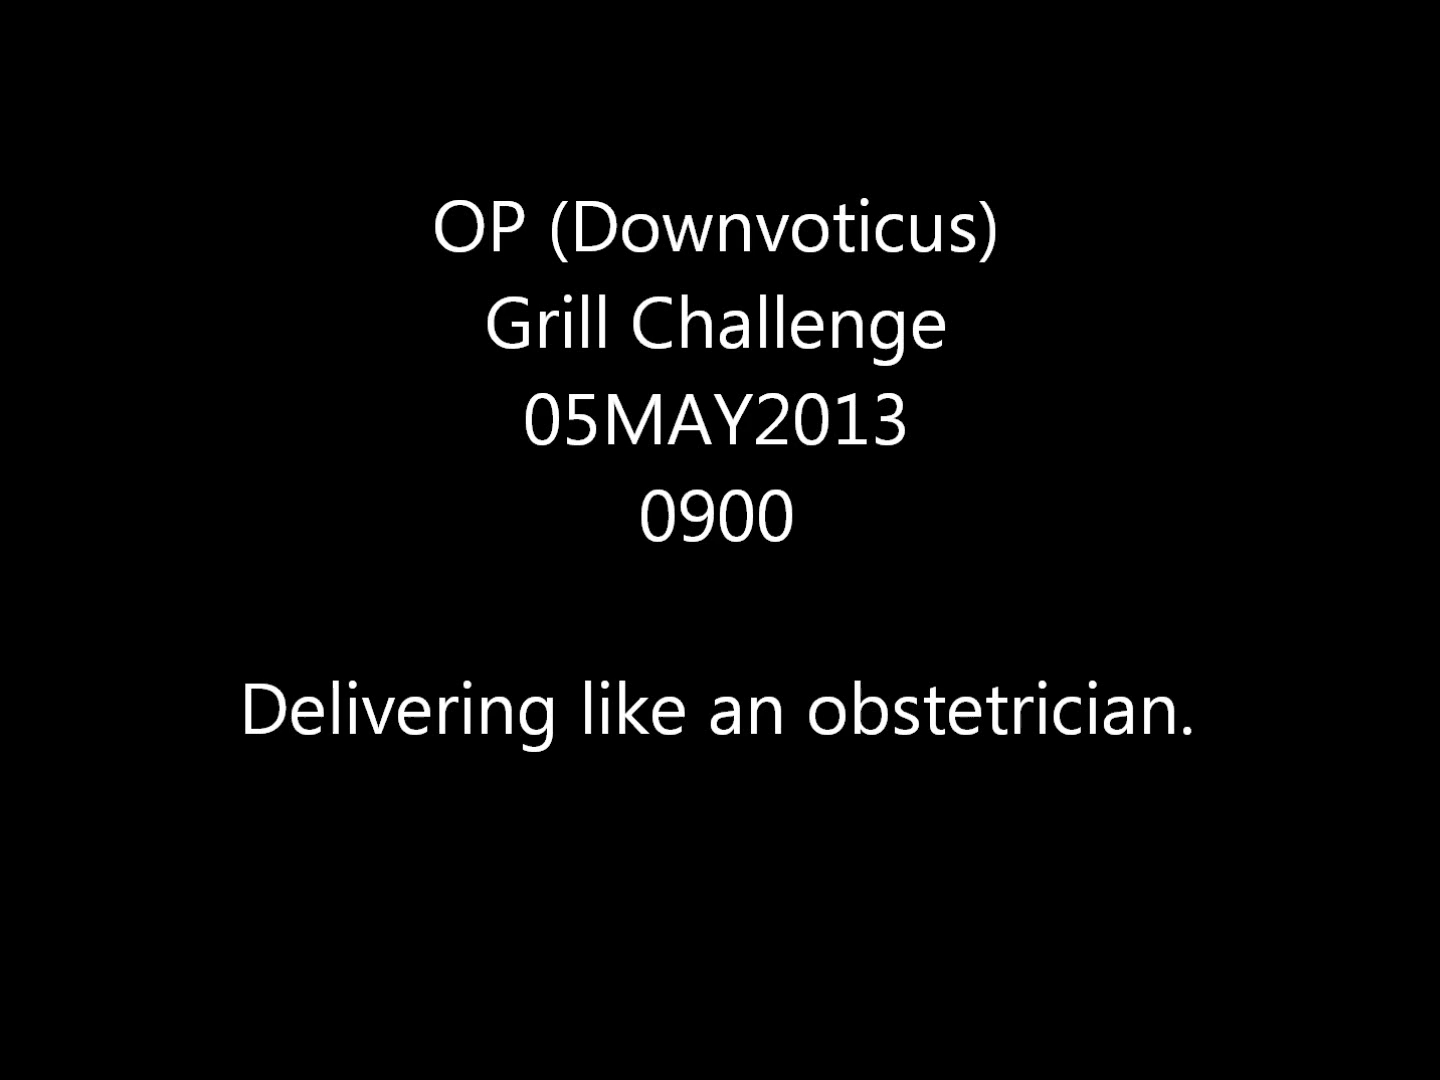 OP (Downvoticus)
Grill Challenge
05MAY2013
0900
Delivering like an obstetrician.